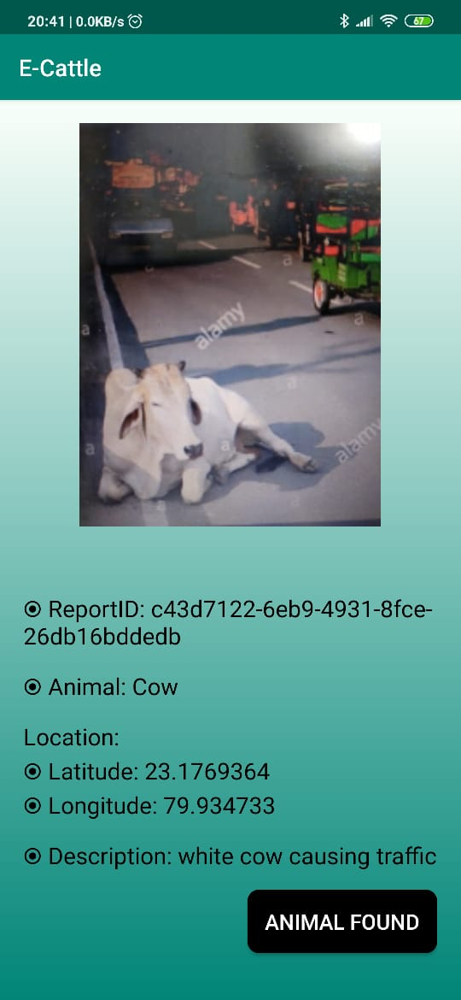 20:41 | 0.0KB/s
67
E-Cattle
alamy
a
a
a
a
a
alamy
a
a
a
ReportID: c43d7122-6eb9-4931-8fce-
26db16bddedb
Animal: Cow
Location:
Latitude: 23.1769364
Longitude: 79.934733
Description: white cow causing traffic
ANIMAL FOUND